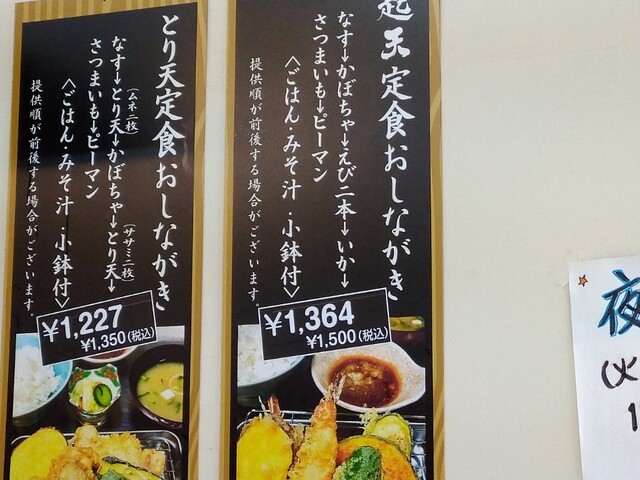 起天定食おしながき
なす→かぼちゃ→えび二本→いか→
さつまいも→ピーマン
〈ごはん・みそ汁・小鉢付〉
提供順が前後する場合がございます。
¥1,364
¥1,500(税込)
とり天定食おしながき
(ムネ二枚)
(ササミ二枚)
なす→とり天→かぼちゃ→とり天→
さつまいも→ピーマン
〈ごはん・みそ汁・小鉢付〉
提供順が前後する場合がございます。
¥1,227
¥1,350(税込)
夜
(火
1